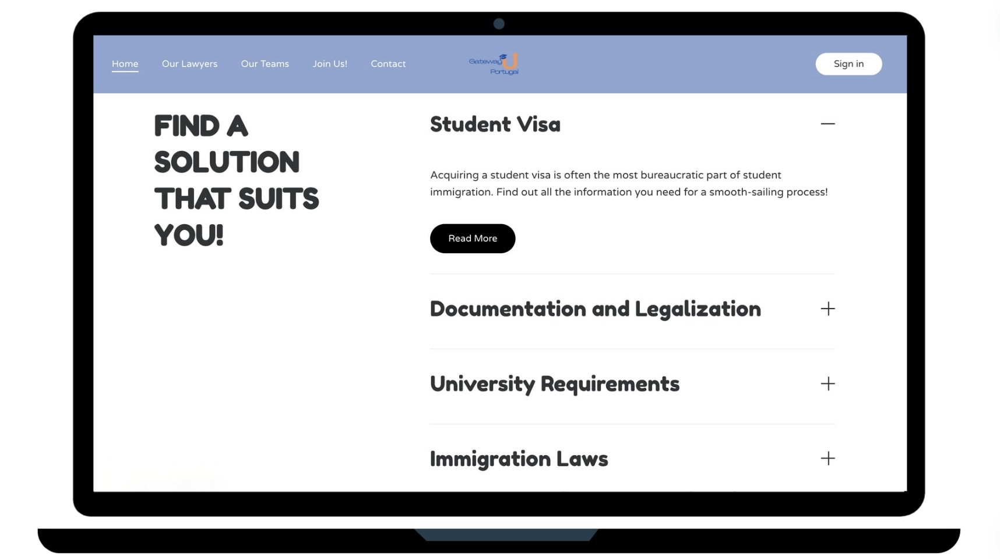 Home
Our Lawyers
Our Teams
Join Us!
Contact
Gateway U
Portugal
Sign in
FIND A
SOLUTION
THAT SUITS
YOU!
Student Visa
Acquiring a student visa is often the most bureaucratic part of student
immigration. Find out all the information you need for a smooth-sailing process!
Read More
Documentation and Legalization
University Requirements
Immigration Laws